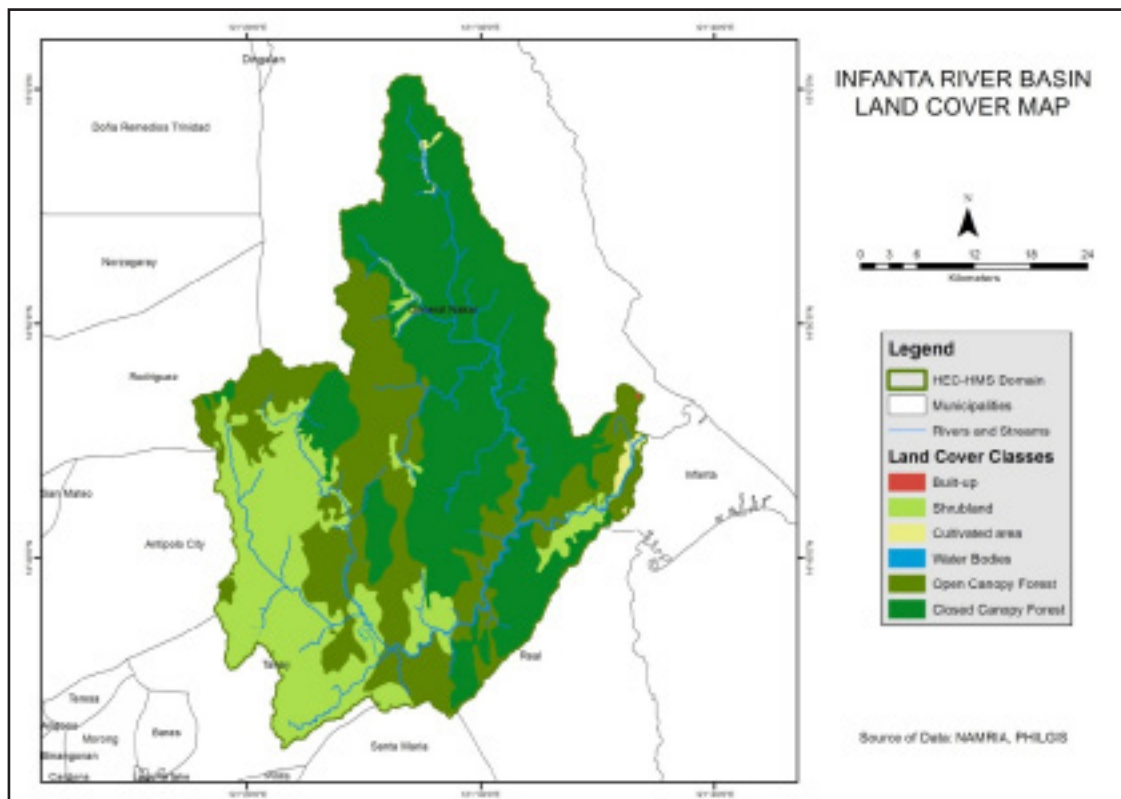 INFANTA RIVER BASIN
LAND COVER MAP
N
0 3 6 12 18 24
Kilometers
Legend
HEC-HMS Domain
Municipalities
Rivers and Streams
Land Cover Classes
Built-up
Shrubland
Cultivated area
Water Bodies
Open Canopy Forest
Closed Canopy Forest
Source of Data: NAMRIA, PHILGIS
Dingalan
Doña Remedios Trinidad
Norzagaray
General Nakar
Rodriguez
San Mateo
Infanta
Antipolo City
Tanay
Real
Teresa
Morong
Baras
Binangonan
Cardona
Santa Maria